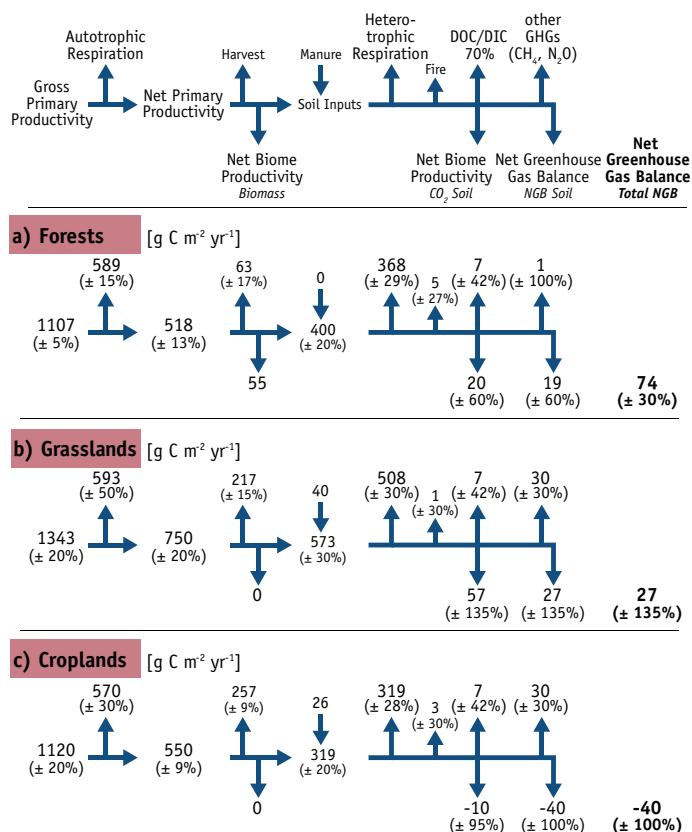 Autotrophic
Respiration
Harvest
Manure
Hetero-
trophic
Respiration
Fire
DOC/DIC
70%
other
GHGs
(CH₄, N₂O)
Gross
Primary
Productivity
Net Primary
Productivity
Soil Inputs
Net Biome
Productivity
Biomass
Net Biome
Productivity
CO₂ Soil
Net Greenhouse
Gas Balance
NGB Soil
Net
Greenhouse
Gas Balance
Total NGB
a) Forests [g C m⁻² yr⁻¹]
589
(± 15%)
63
(± 17%)
0
368
(± 29%)
5
(± 27%)
7
(± 42%)
1
(± 100%)
1107
(± 5%)
518
(± 13%)
400
(± 20%)
55
20
(± 60%)
19
(± 60%)
74
(± 30%)
b) Grasslands [g C m⁻² yr⁻¹]
593
(± 50%)
217
(± 15%)
40
508
(± 30%)
1
(± 30%)
7
(± 42%)
30
(± 30%)
1343
(± 20%)
750
(± 20%)
573
(± 30%)
0
57
(± 135%)
27
(± 135%)
27
(± 135%)
c) Croplands [g C m⁻² yr⁻¹]
570
(± 30%)
257
(± 9%)
26
319
(± 28%)
3
(± 30%)
7
(± 42%)
30
(± 30%)
1120
(± 20%)
550
(± 9%)
319
(± 20%)
0
-10
(± 95%)
-40
(± 100%)
-40
(± 100%)